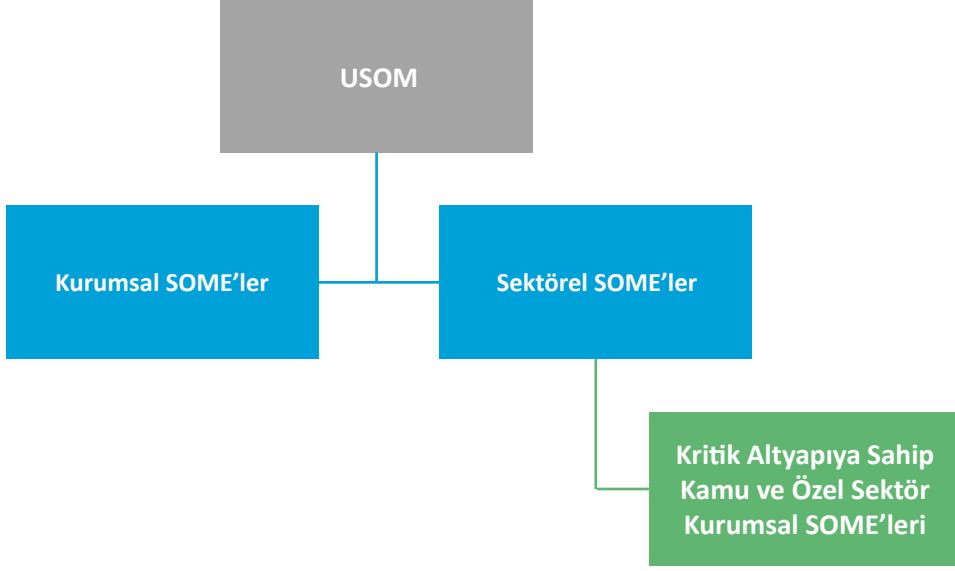 USOM
Kurumsal SOME’ler
Sektörel SOME’ler
Kritik Altyapıya Sahip
Kamu ve Özel Sektör
Kurumsal SOME’leri